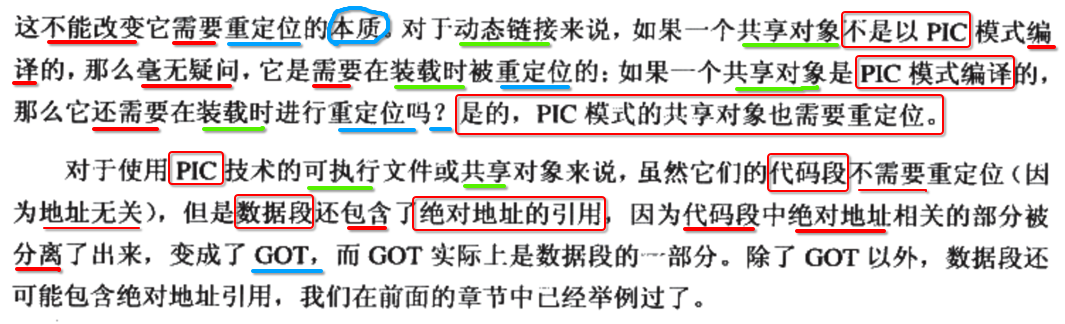 这不能改变它需要重定位的本质。对于动态链接来说，如果一个共享对象不是以 PIC 模式编
译的，那么毫无疑问，它是需要在装载时被重定位的；如果一个共享对象是 PIC 模式编译的，
那么它还需要在装载时进行重定位吗？是的，PIC 模式的共享对象也需要重定位。
对于使用 PIC 技术的可执行文件或共享对象来说，虽然它们的代码段不需要重定位（因
为地址无关），但是数据段还包含了绝对地址的引用，因为代码段中绝对地址相关的部分被
分离了出来，变成了 GOT，而 GOT 实际上是数据段的一部分。除了 GOT 以外，数据段还
可能包含绝对地址引用，我们在前面的章节中已经举例过了。